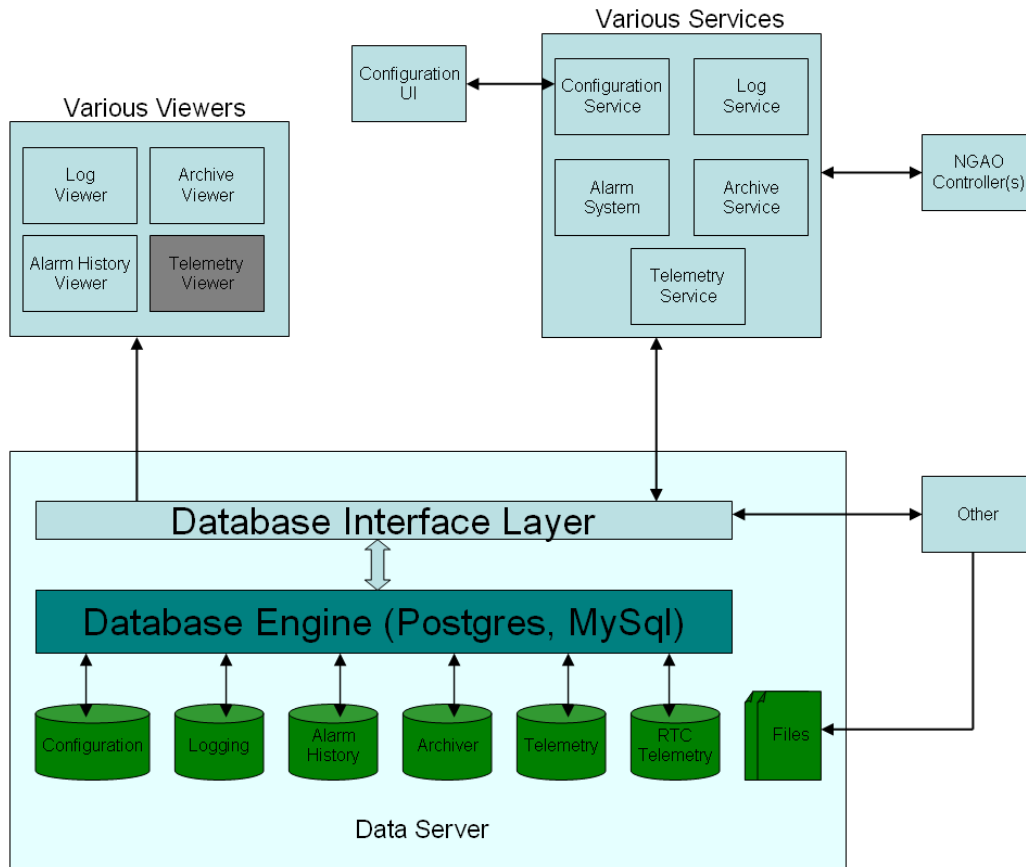 Various Services
Configuration
UI
Configuration
Service
Log
Service
Various Viewers
Log
Viewer
Archive
Viewer
Alarm
System
Archive
Service
NGAO
Controller(s)
Alarm History
Viewer
Telemetry
Viewer
Telemetry
Service
Database Interface Layer
Other
Database Engine (Postgres, MySql)
Configuration
Logging
Alarm
History
Archiver
Telemetry
RTC
Telemetry
Files
Data Server